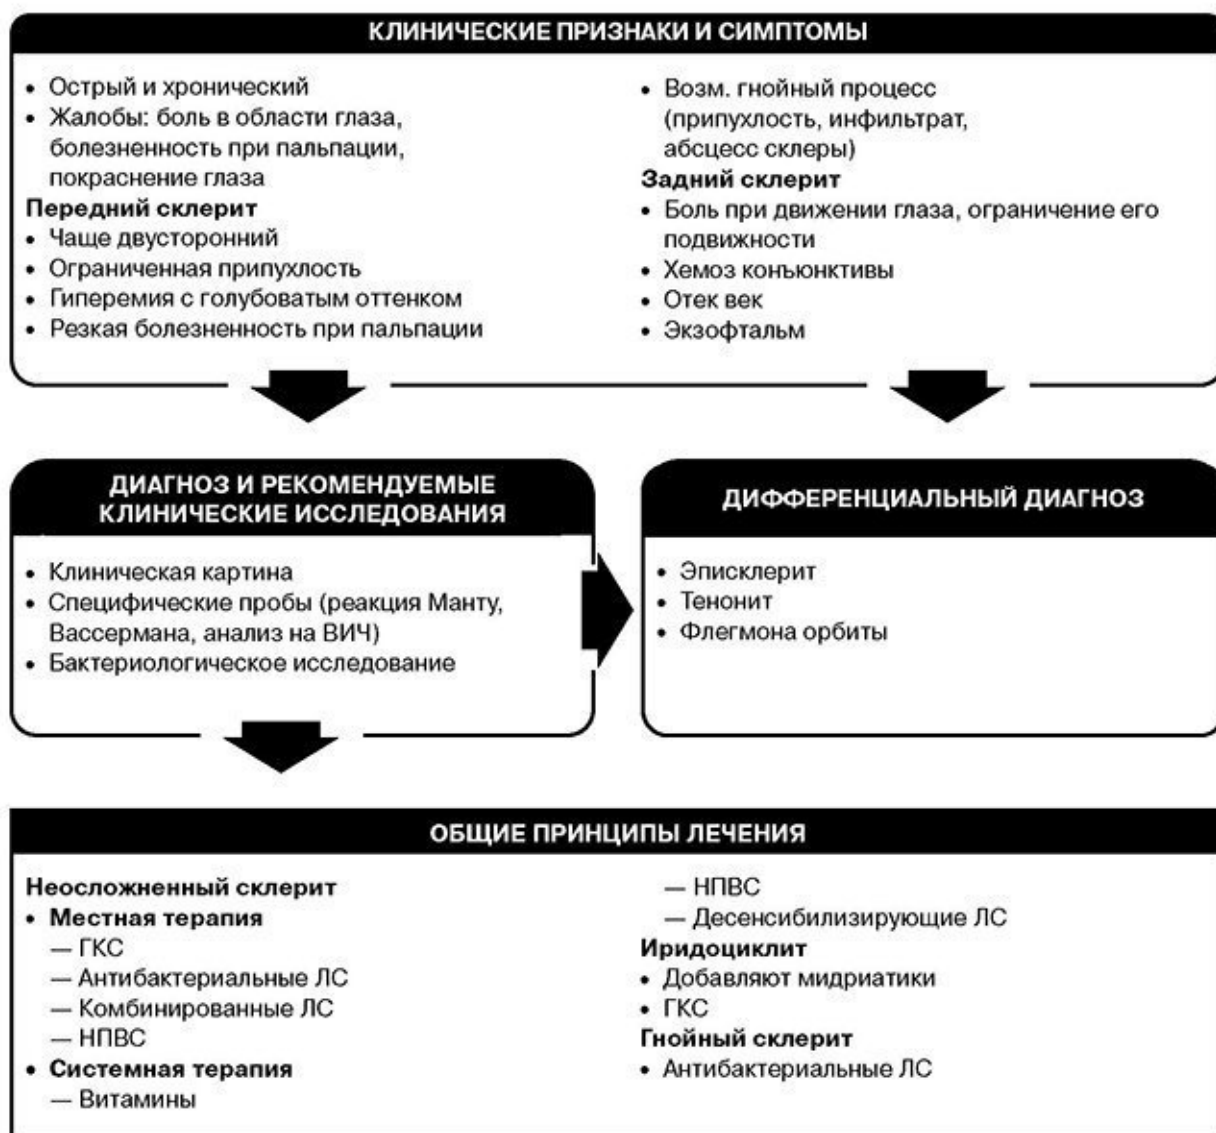 КЛИНИЧЕСКИЕ ПРИЗНАКИ И СИМПТОМЫ
• Острый и хронический
• Жалобы: боль в области глаза,
болезненность при пальпации,
покраснение глаза
Передний склерит
• Чаще двусторонний
• Ограниченная припухлость
• Гиперемия с голубоватым оттенком
• Резкая болезненность при пальпации
• Возм. гнойный процесс
(припухлость, инфильтрат,
абсцесс склеры)
Задний склерит
• Боль при движении глаза, ограничение его
подвижности
• Хемоз конъюнктивы
• Отек век
• Экзофтальм
ДИАГНОЗ И РЕКОМЕНДУЕМЫЕ
КЛИНИЧЕСКИЕ ИССЛЕДОВАНИЯ
• Клиническая картина
• Специфические пробы (реакция Манту,
Вассермана, анализ на ВИЧ)
• Бактериологическое исследование
ДИФФЕРЕНЦИАЛЬНЫЙ ДИАГНОЗ
• Эписклерит
• Тенонит
• Флегмона орбиты
ОБЩИЕ ПРИНЦИПЫ ЛЕЧЕНИЯ
Неосложненный склерит
• Местная терапия
— ГКС
— Антибактериальные ЛС
— Комбинированные ЛС
— НПВС
• Системная терапия
— Витамины
— НПВС
— Десенсибилизирующие ЛС
Иридоциклит
• Добавляют мидриатики
• ГКС
Гнойный склерит
• Антибактериальные ЛС